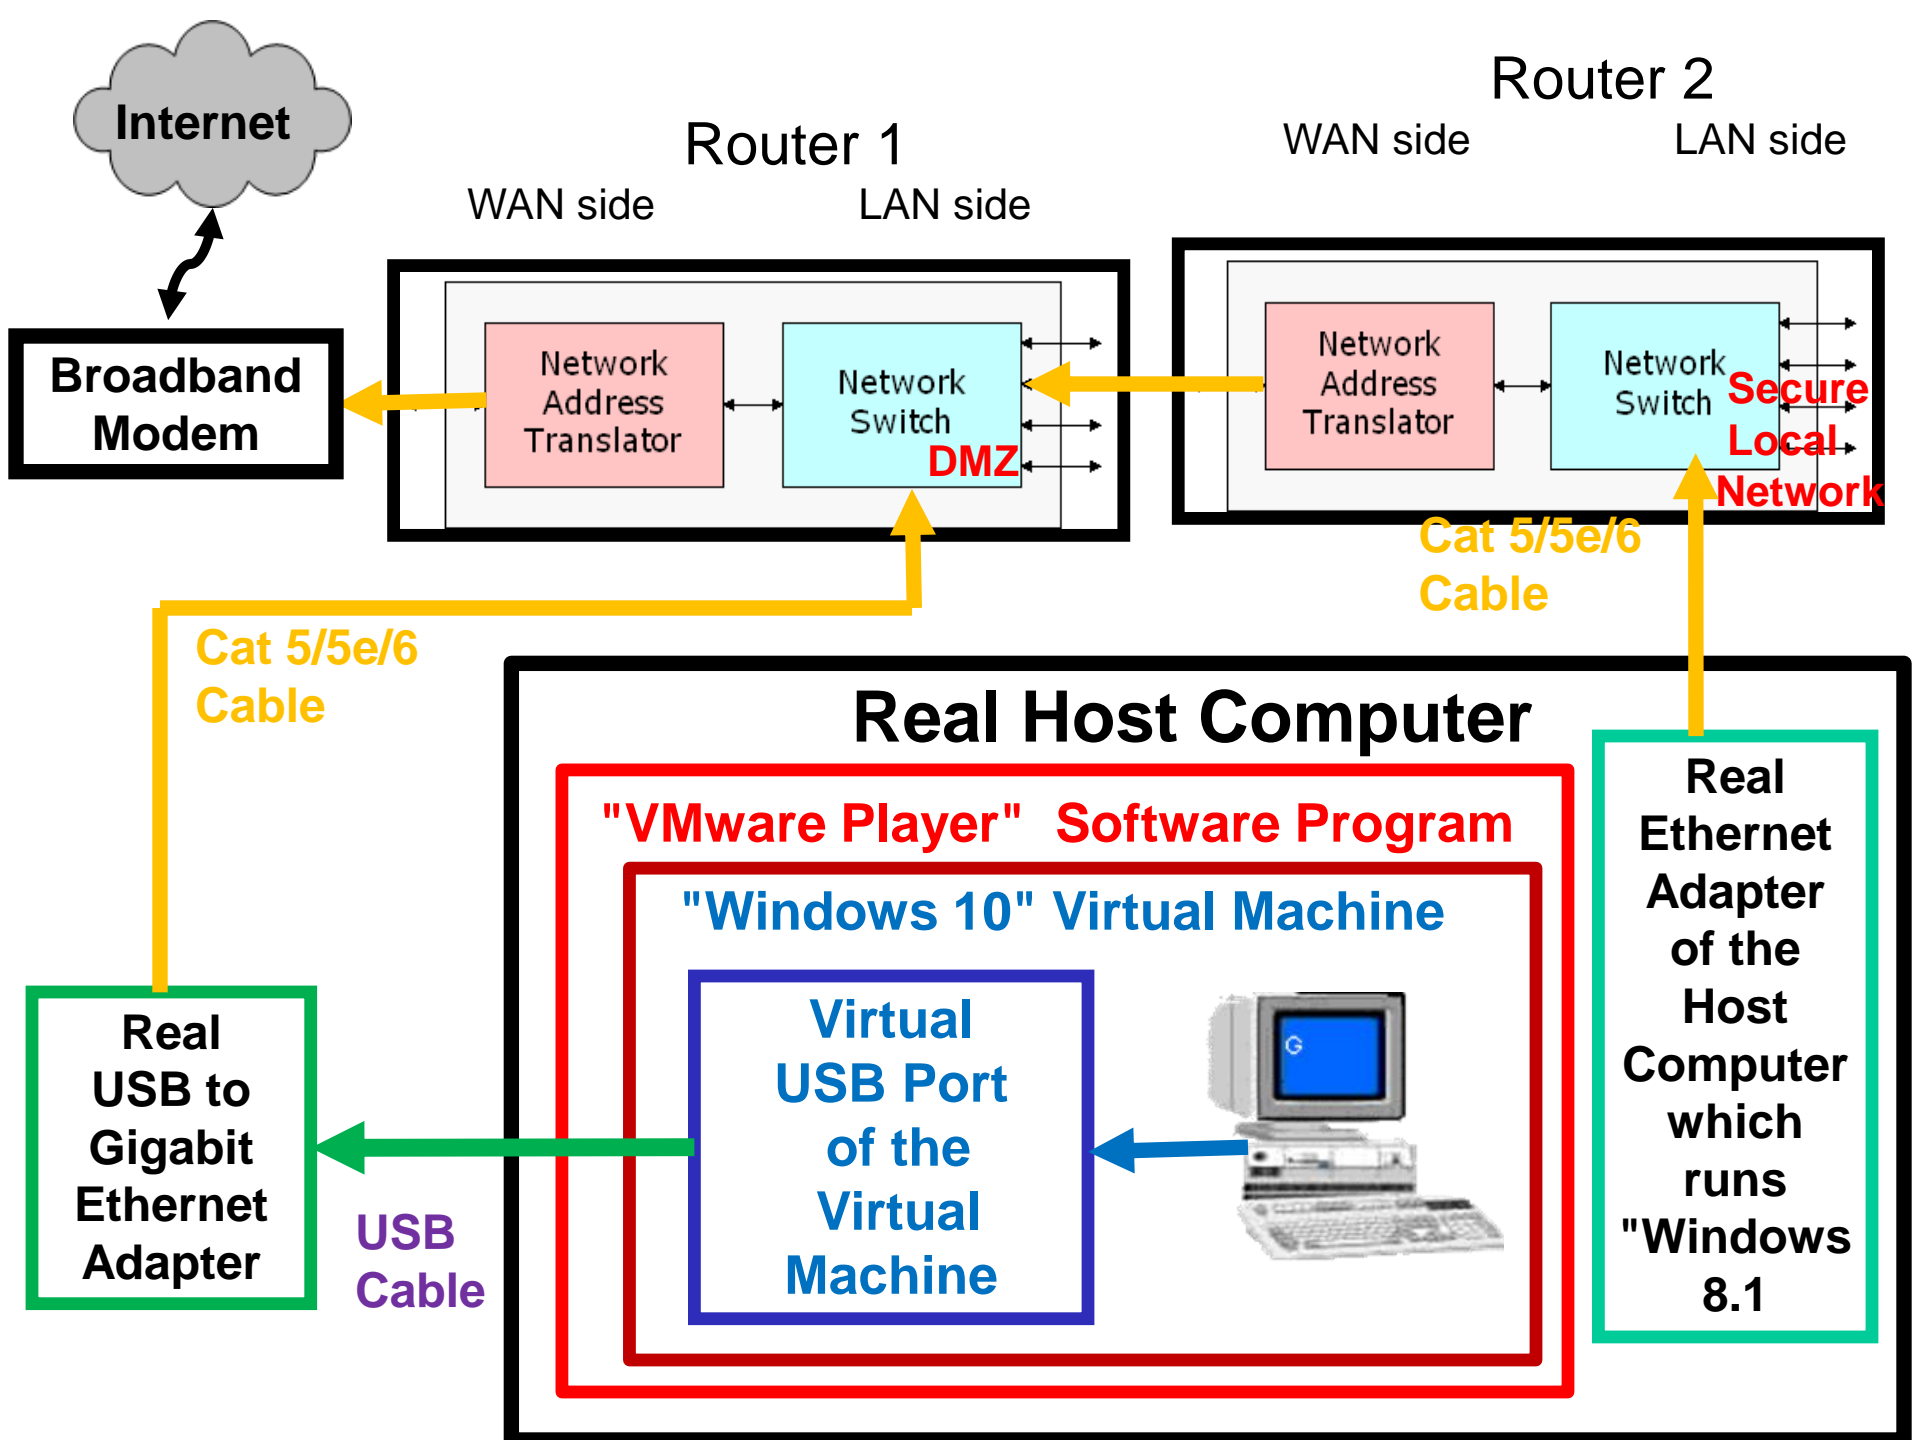 Internet
Router 1
WAN side
LAN side
Router 2
WAN side
LAN side
Broadband
Modem
Network
Address
Translator
Network
Switch
DMZ
Network
Address
Translator
Network
Switch
Secure
Local
Network
Cat 5/5e/6
Cable
Cat 5/5e/6
Cable
Real Host Computer
"VMware Player"  Software Program
"Windows 10" Virtual Machine
Virtual
USB Port
of the
Virtual
Machine
G
Real
Ethernet
Adapter
of the
Host
Computer
which
runs
"Windows
8.1
Real
USB to
Gigabit
Ethernet
Adapter
USB
Cable